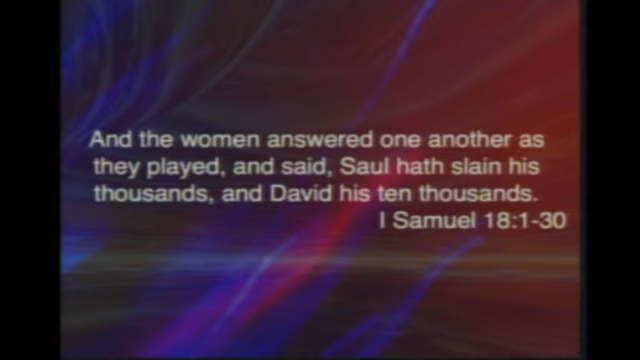 And the women answered one another as
they played, and said, Saul hath slain his
thousands, and David his ten thousands.
I Samuel 18:1-30